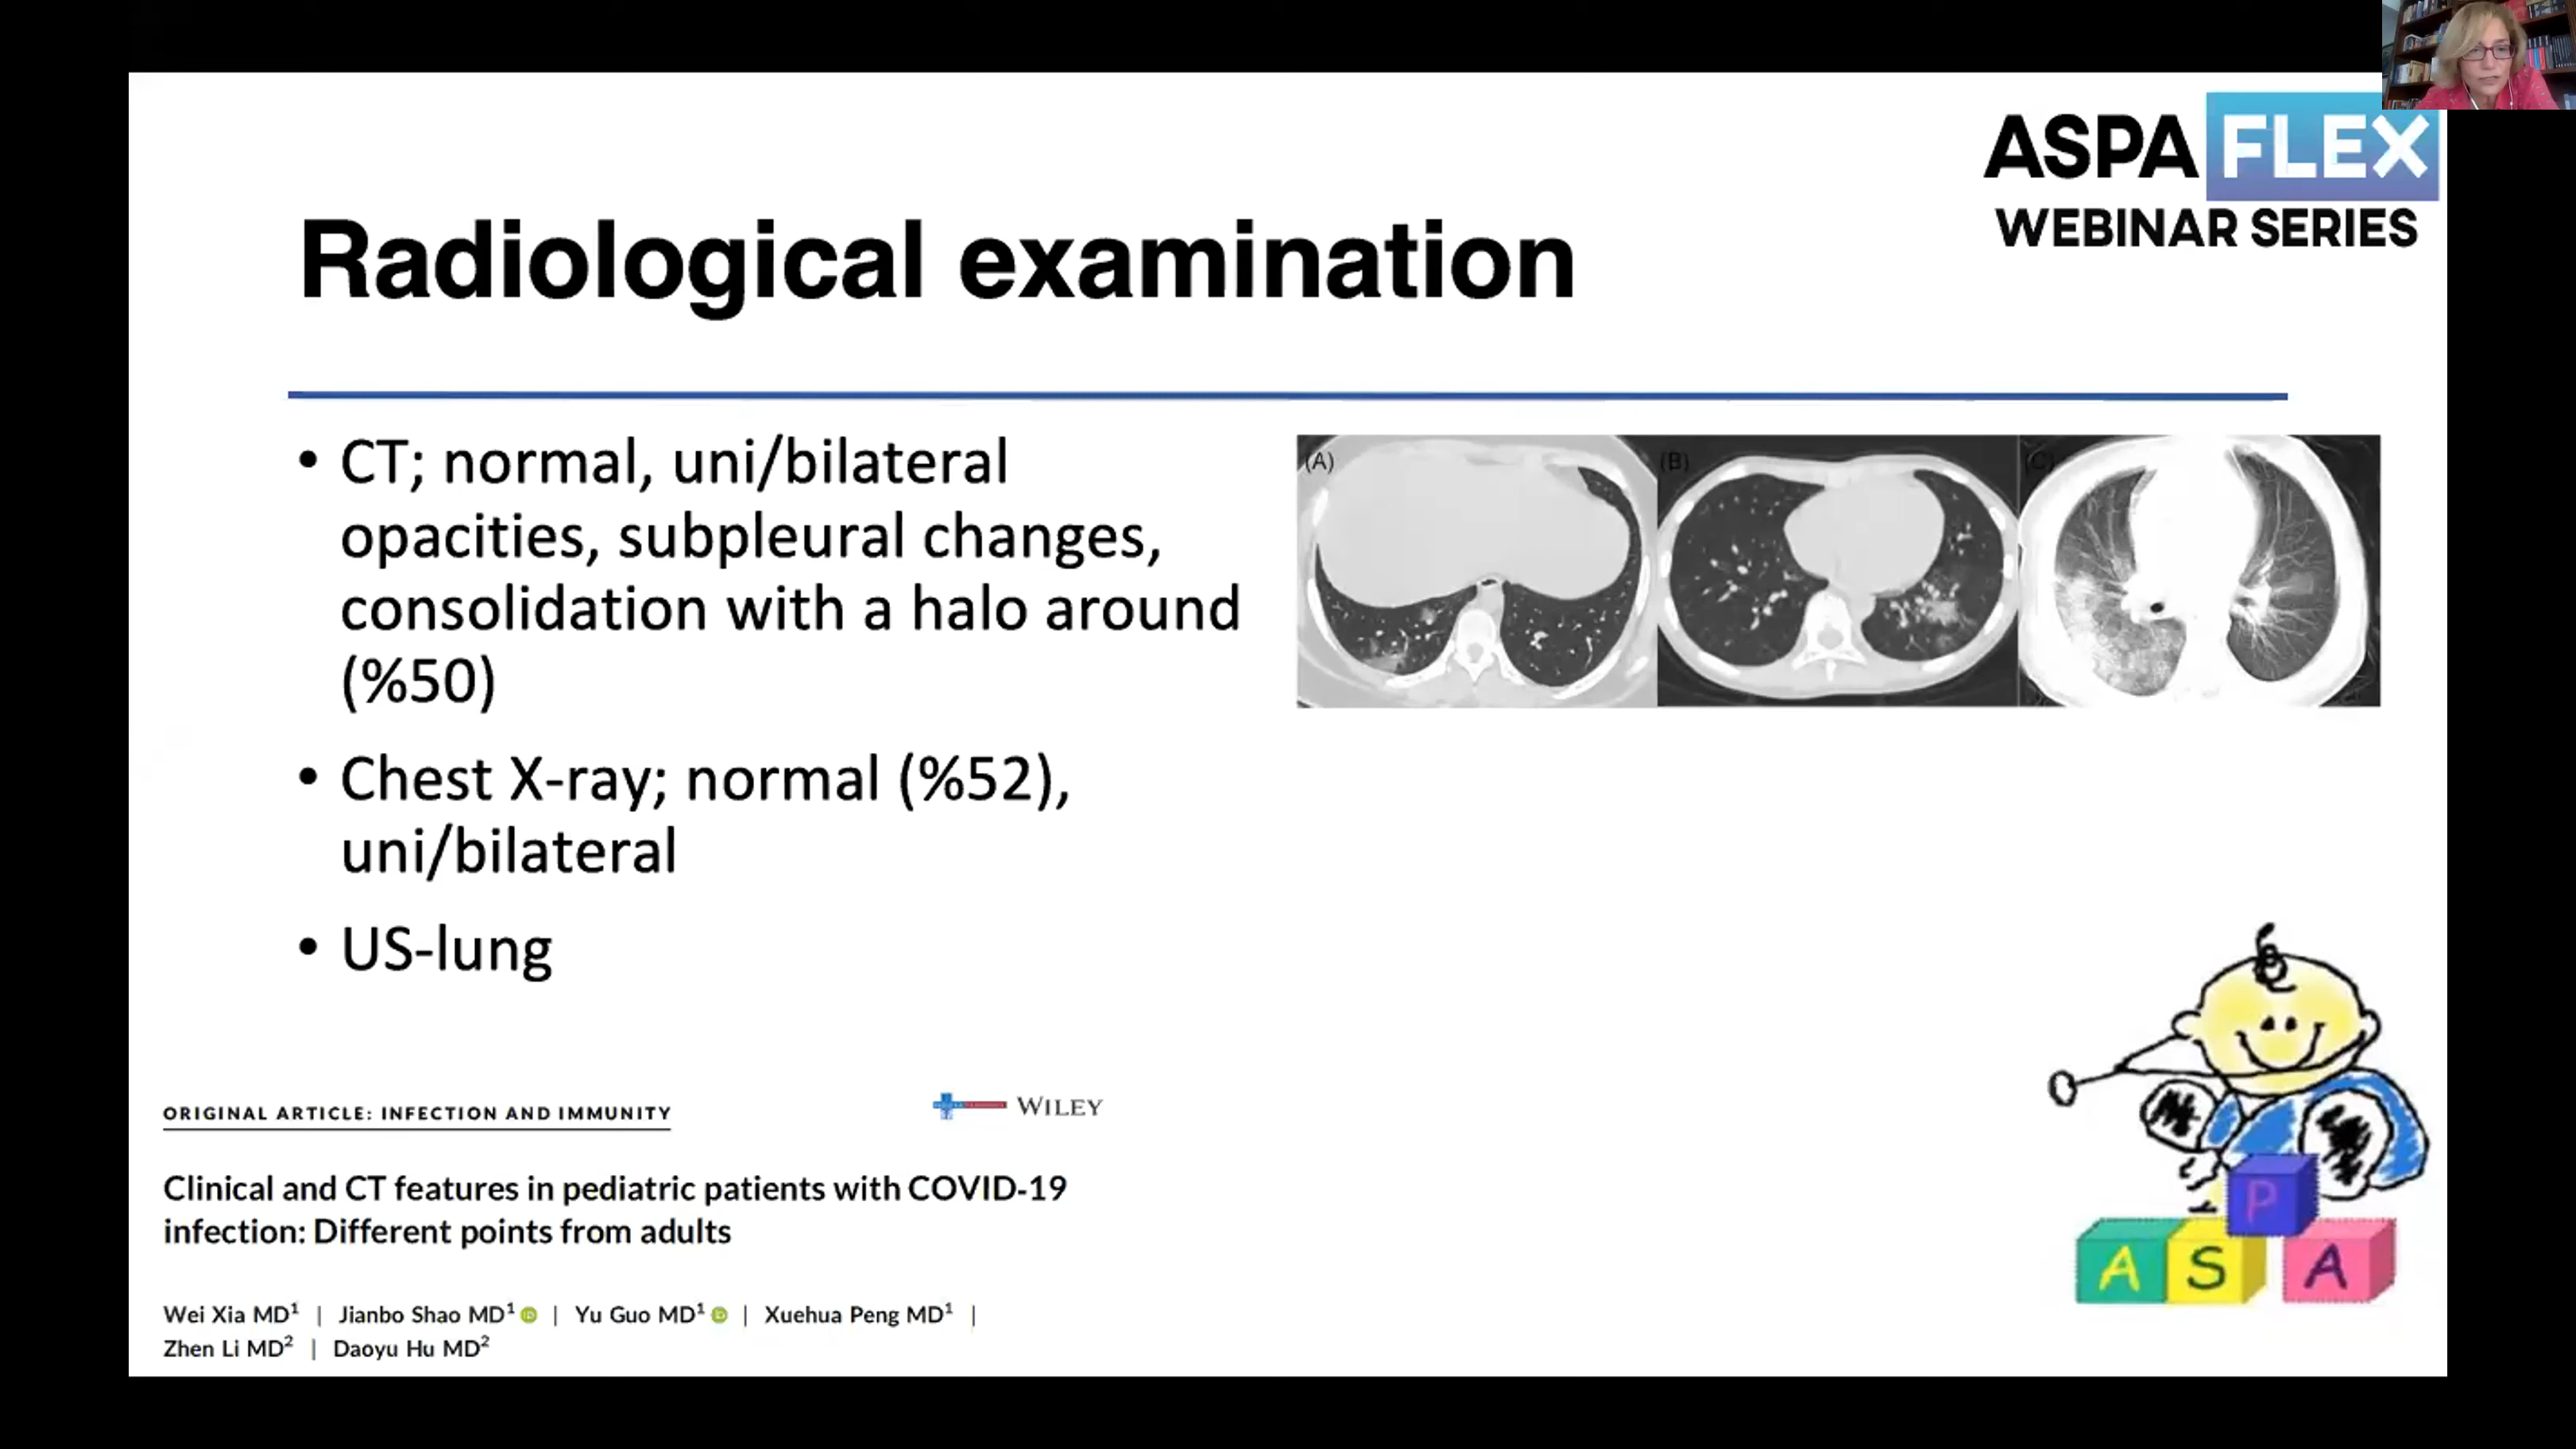 ASPA FLEX
WEBINAR SERIES
Radiological examination
• CT; normal, uni/bilateral
opacities, subpleural changes,
consolidation with a halo around
(%50)
• Chest X-ray; normal (%52),
uni/bilateral
• US-lung
(A)
(B)
(C)
ORIGINAL ARTICLE: INFECTION AND IMMUNITY
WILEY
Clinical and CT features in pediatric patients with COVID-19
infection: Different points from adults
Wei Xia MD¹ | Jianbo Shao MD¹ | Yu Guo MD¹ | Xuehua Peng MD¹ |
Zhen Li MD² | Daoyu Hu MD²
P
A S A